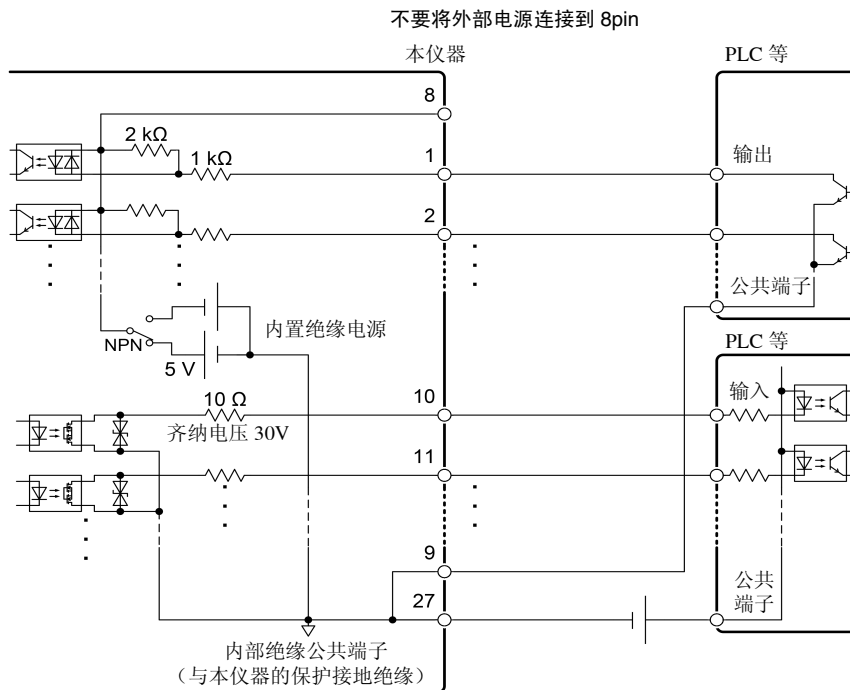 不要将外部电源连接到 8pin
本仪器
PLC 等
8
2 kΩ
1 kΩ
1
输出
2
公共端子
内置绝缘电源
NPN
5 V
PLC 等
10 Ω
10
输入
齐纳电压 30V
11
9
公共
端子
27
内部绝缘公共端子
（与本仪器的保护接地绝缘）